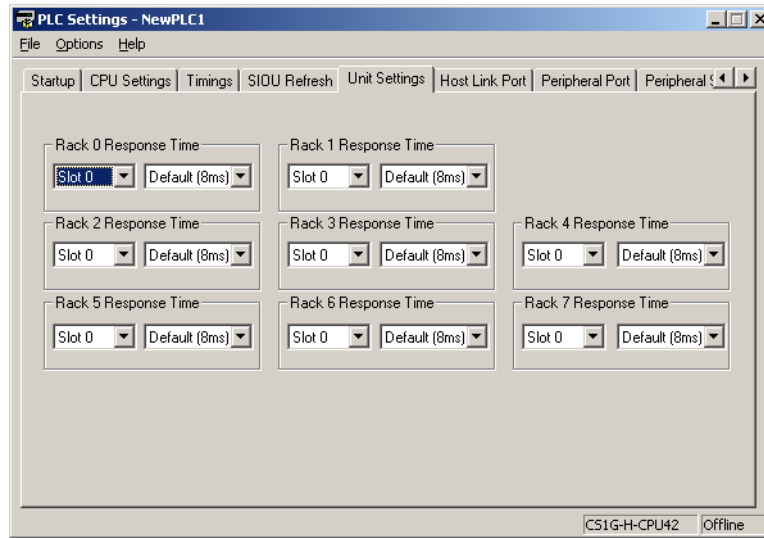 PLC Settings - NewPLC1
File Options Help
Startup CPU Settings Timings SIOU Refresh Unit Settings Host Link Port Peripheral Port Peripheral
Rack 0 Response Time Rack 1 Response Time
Slot 0 Default (8ms) Slot 0 Default (8ms)
Rack 2 Response Time Rack 3 Response Time Rack 4 Response Time
Slot 0 Default (8ms) Slot 0 Default (8ms) Slot 0 Default (8ms)
Rack 5 Response Time Rack 6 Response Time Rack 7 Response Time
Slot 0 Default (8ms) Slot 0 Default (8ms) Slot 0 Default (8ms)
CS1G-H-CPU42 Offline